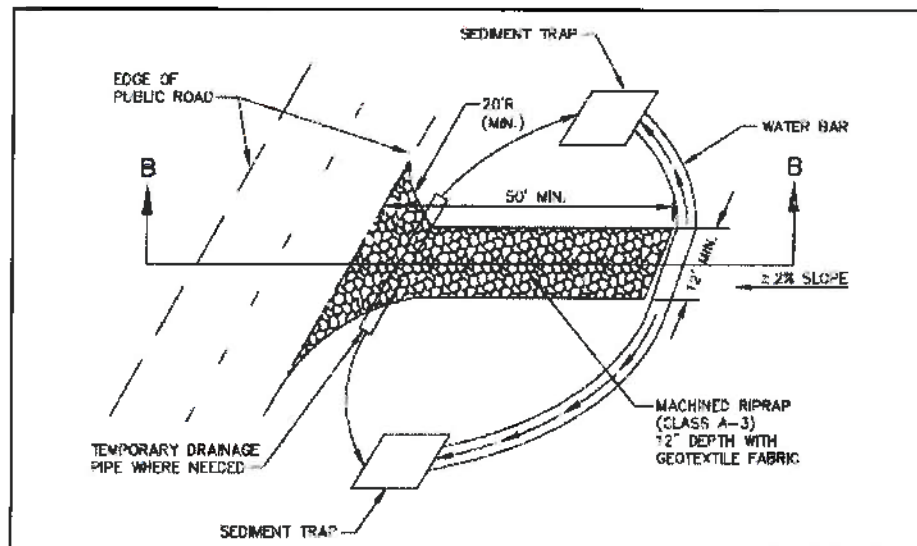 SEDIMENT TRAP
EDGE OF
PUBLIC ROAD
20'R
(MIN.)
WATER BAR
B
B
50' MIN.
12' MIN.
2% SLOPE
MACHINED RIPRAP
(CLASS A-3)
12" DEPTH WITH
GEOTEXTILE FABRIC
TEMPORARY DRAINAGE
PIPE WHERE NEEDED
SEDIMENT TRAP